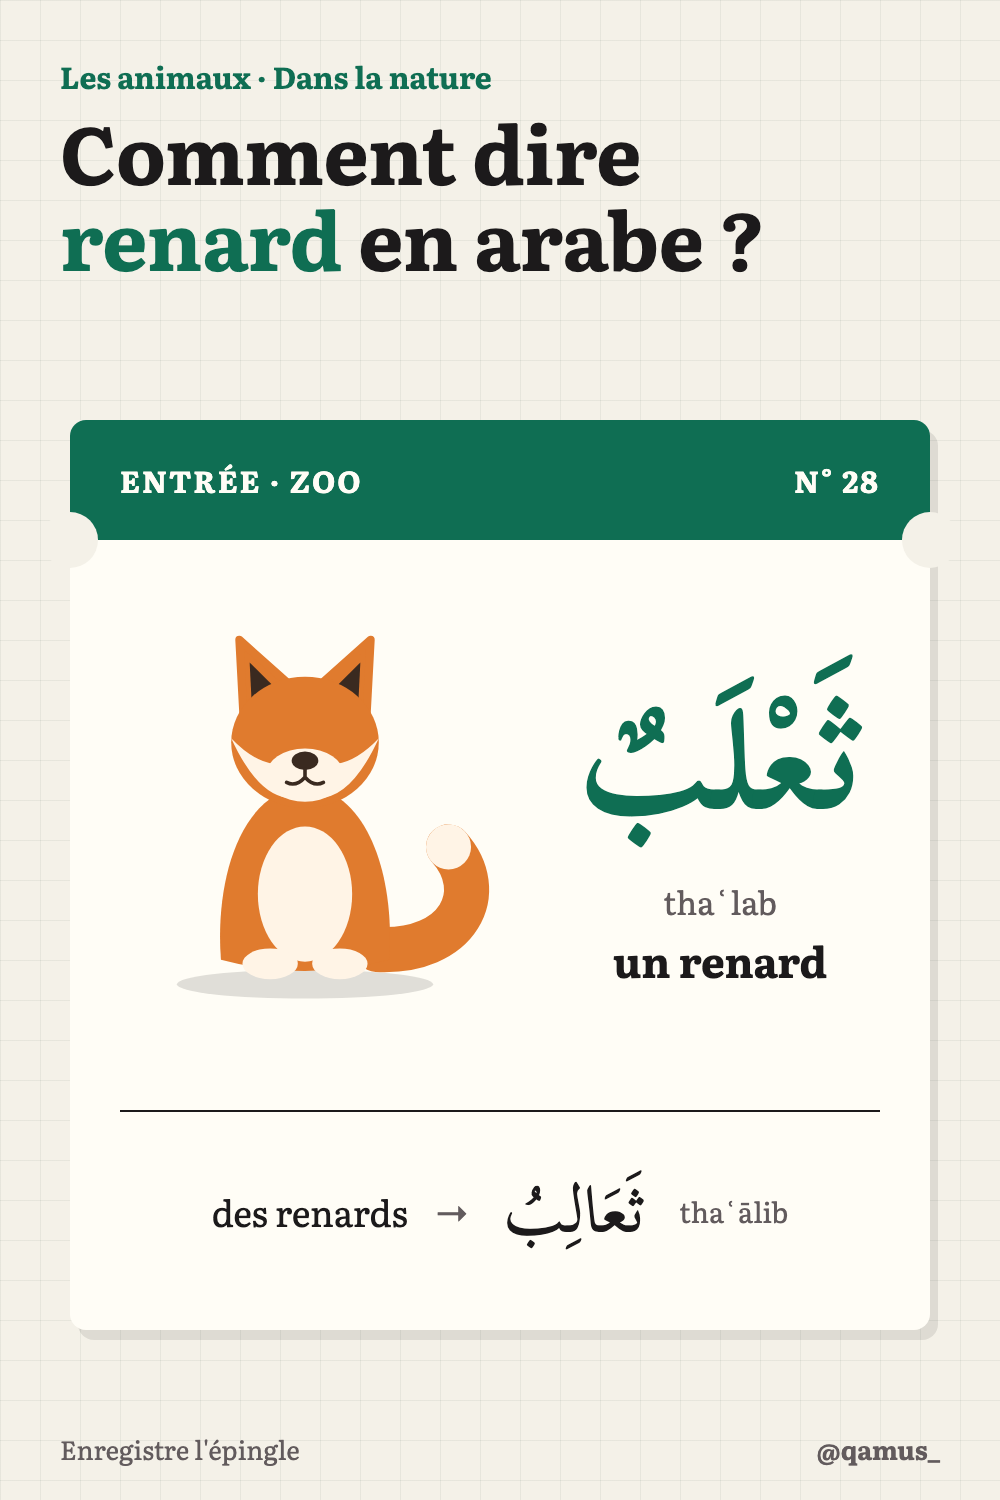 Les animaux · Dans la nature
Comment dire
renard en arabe ?
ENTRÉE · ZOO
N° 28
ثَعْلَبٌ
thaʿlab
un renard
des renards → ثَعَالِبُ thaʿālib
Enregistre l'épingle
@qamus_